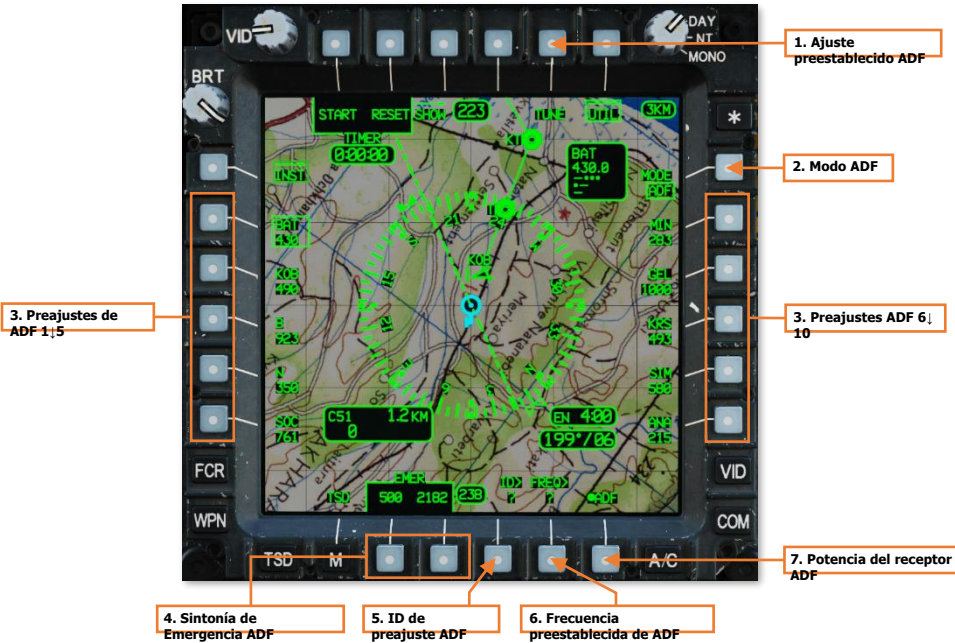 VID
DAY
NT
MONO
BRT
1. Ajuste
preestablecido ADF
START RESET SHOW 223 TUNE UTIL 3KM
TIMER
0:00:00
KT
BAT
430.0
INST
MODE
ADF
2. Modo ADF
BAT
430
MIN
283
KOB
490
KOB
GEL
1000
3. Preajustes de
ADF 1↓5
B
923
KRS
493
3. Preajustes ADF 6↓
10
N
350
SIM
580
SOC
761
ANA
215
C51 1.2KM
0
EN 4:00
199°/06
FCR
VID
EMER
ID> FREQ>
TSD 500 2182 238 ? ? ADF
WPN
COM
TSD M A/C
7. Potencia del receptor
ADF
4. Sintonía de
Emergencia ADF
5. ID de
preajuste ADF
6. Frecuencia
preestablecida de ADF